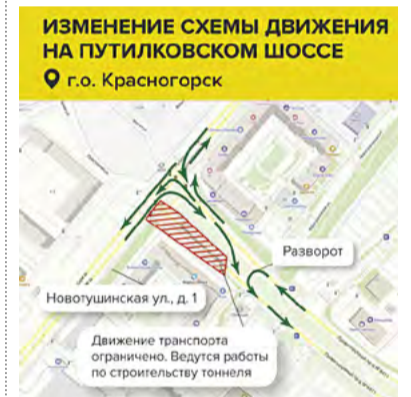 ИЗМЕНЕНИЕ СХЕМЫ ДВИЖЕНИЯ
НА ПУТИЛКОВСКОМ ШОССЕ
г.о. Красногорск
Разворот
Новотушинская ул., д. 1
Движение транспорта
ограничено. Ведутся работы
по строительству тоннеля